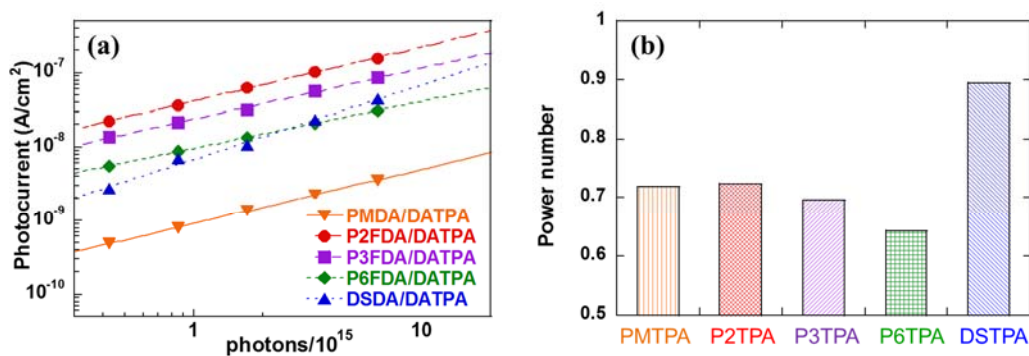 (a)
Photocurrent (A/cm²)
10⁻⁷
10⁻⁸
10⁻⁹
10⁻¹⁰
PMDA/DATPA
P2FDA/DATPA
P3FDA/DATPA
P6FDA/DATPA
DSDA/DATPA
1 10
photons/10¹⁵
(b)
Power number
1
0.9
0.8
0.7
0.6
0.5
PMTPA P2TPA P3TPA P6TPA DSTPA